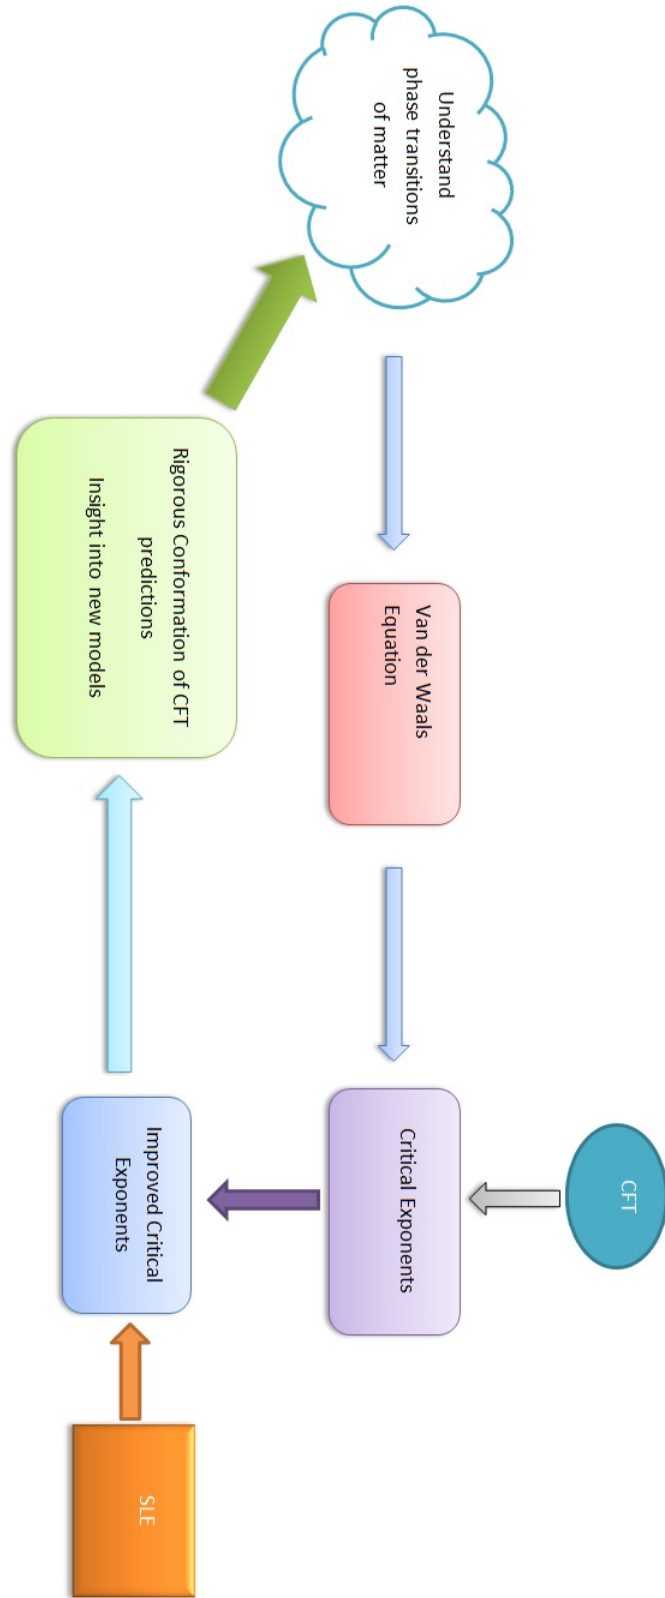 Understand
phase transitions
of matter
Van der Waals
Equation
Critical Exponents
CFT
Improved Critical
Exponents
SLE
Rigorous Conformation of CFT
predictions
Insight into new models